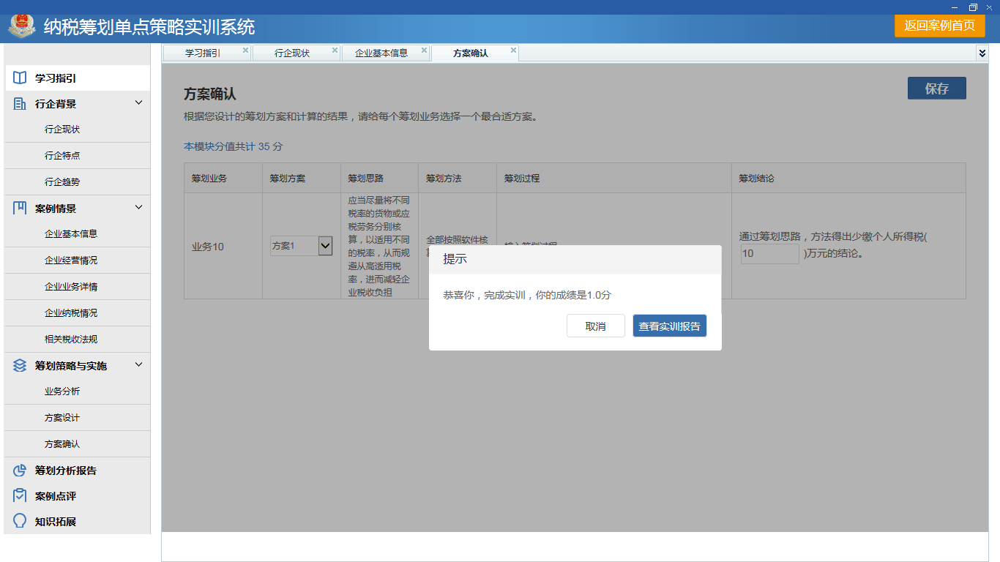 纳税筹划单点策略实训系统
返回案例首页
学习指引
行企背景
行企现状
行企特点
行企趋势
案例情景
企业基本信息
企业经营情况
企业业务详情
企业纳税情况
相关税收法规
筹划策略与实施
业务分析
方案设计
方案确认
筹划分析报告
案例点评
知识拓展
学习指引 行企现状 企业基本信息 方案确认
方案确认
保存
根据您设计的筹划方案和计算的结果，请给每个筹划业务选择一个最合适方案。
本模块分值共计 35 分
筹划业务 筹划方案 筹划思路 筹划方法 筹划过程 筹划结论
业务10
方案1
应当尽量将不同
税率的货物或应
税劳务分别核
算，以适用不同
的税率，从而规
避从高适用税
率，进而减轻企
业税收负担
全部按照软件核
通过筹划思路，方法得出少缴个人所得税(
10 )万元的结论。
提示
恭喜你，完成实训，你的成绩是1.0分
取消 查看实训报告